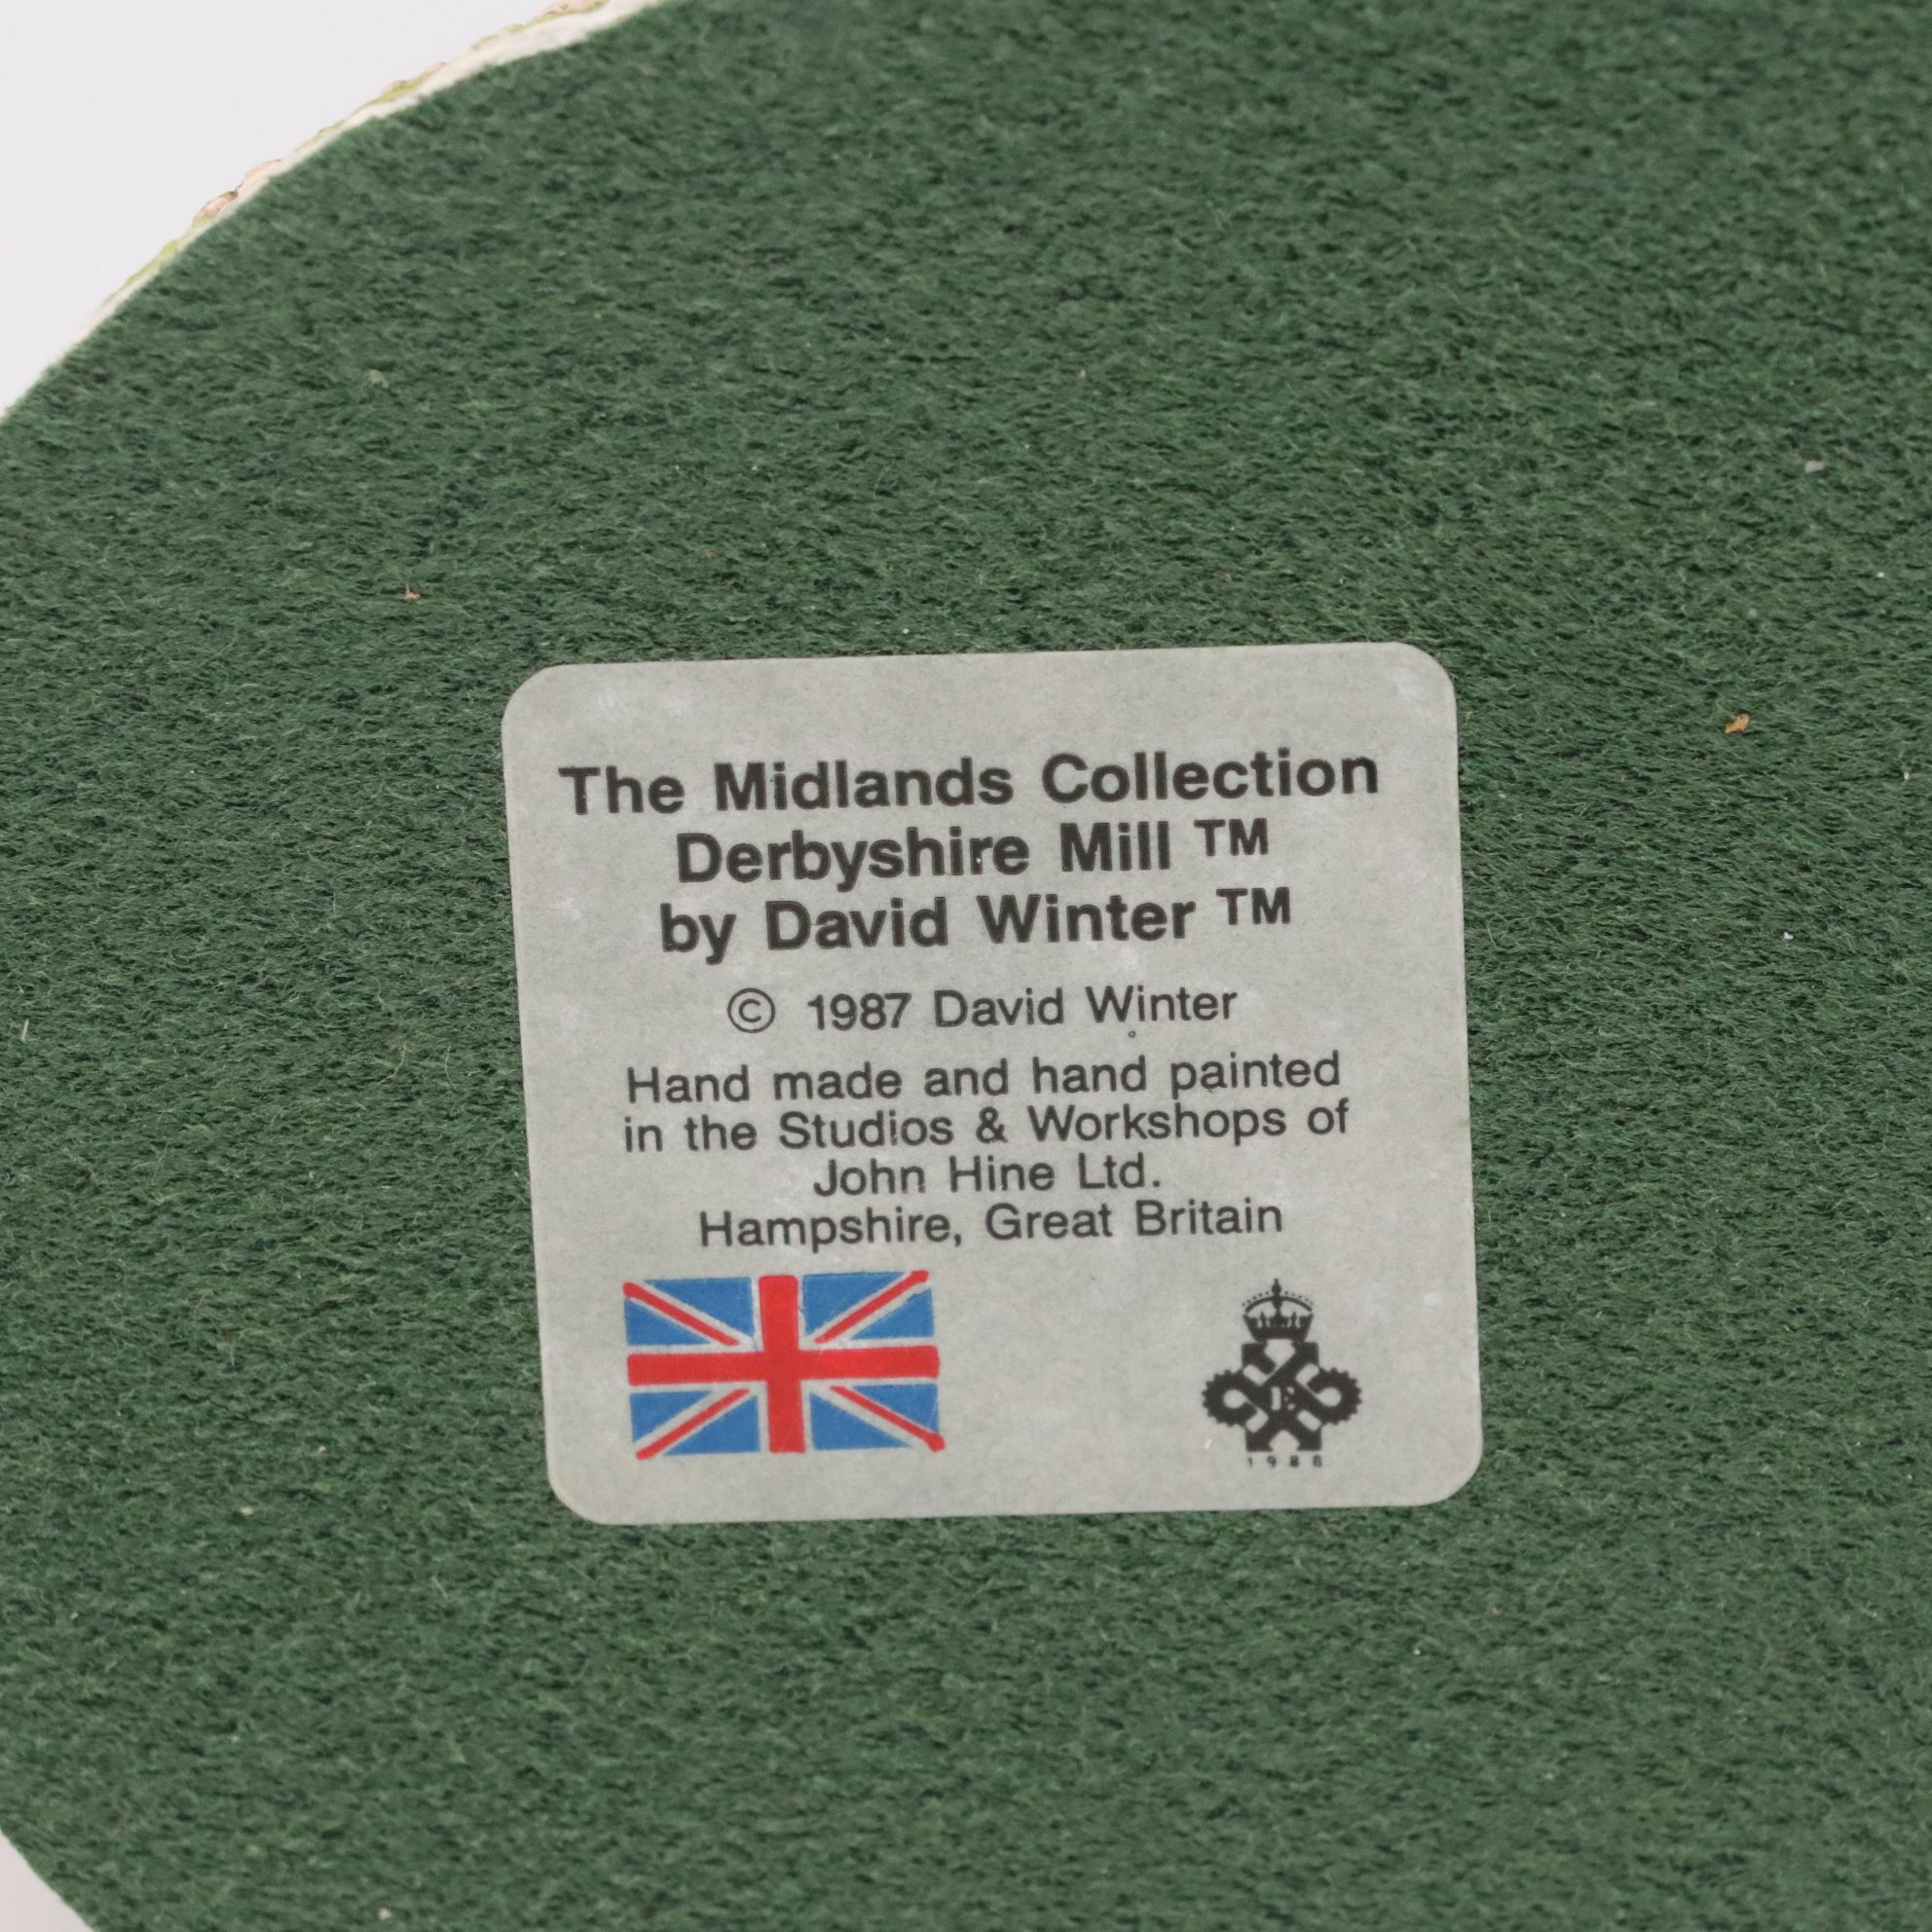 The Midlands Collection
Derbyshire Mill ™
by David Winter ™
© 1987 David Winter
Hand made and hand painted
in the Studios & Workshops of
John Hine Ltd.
Hampshire, Great Britain
1988